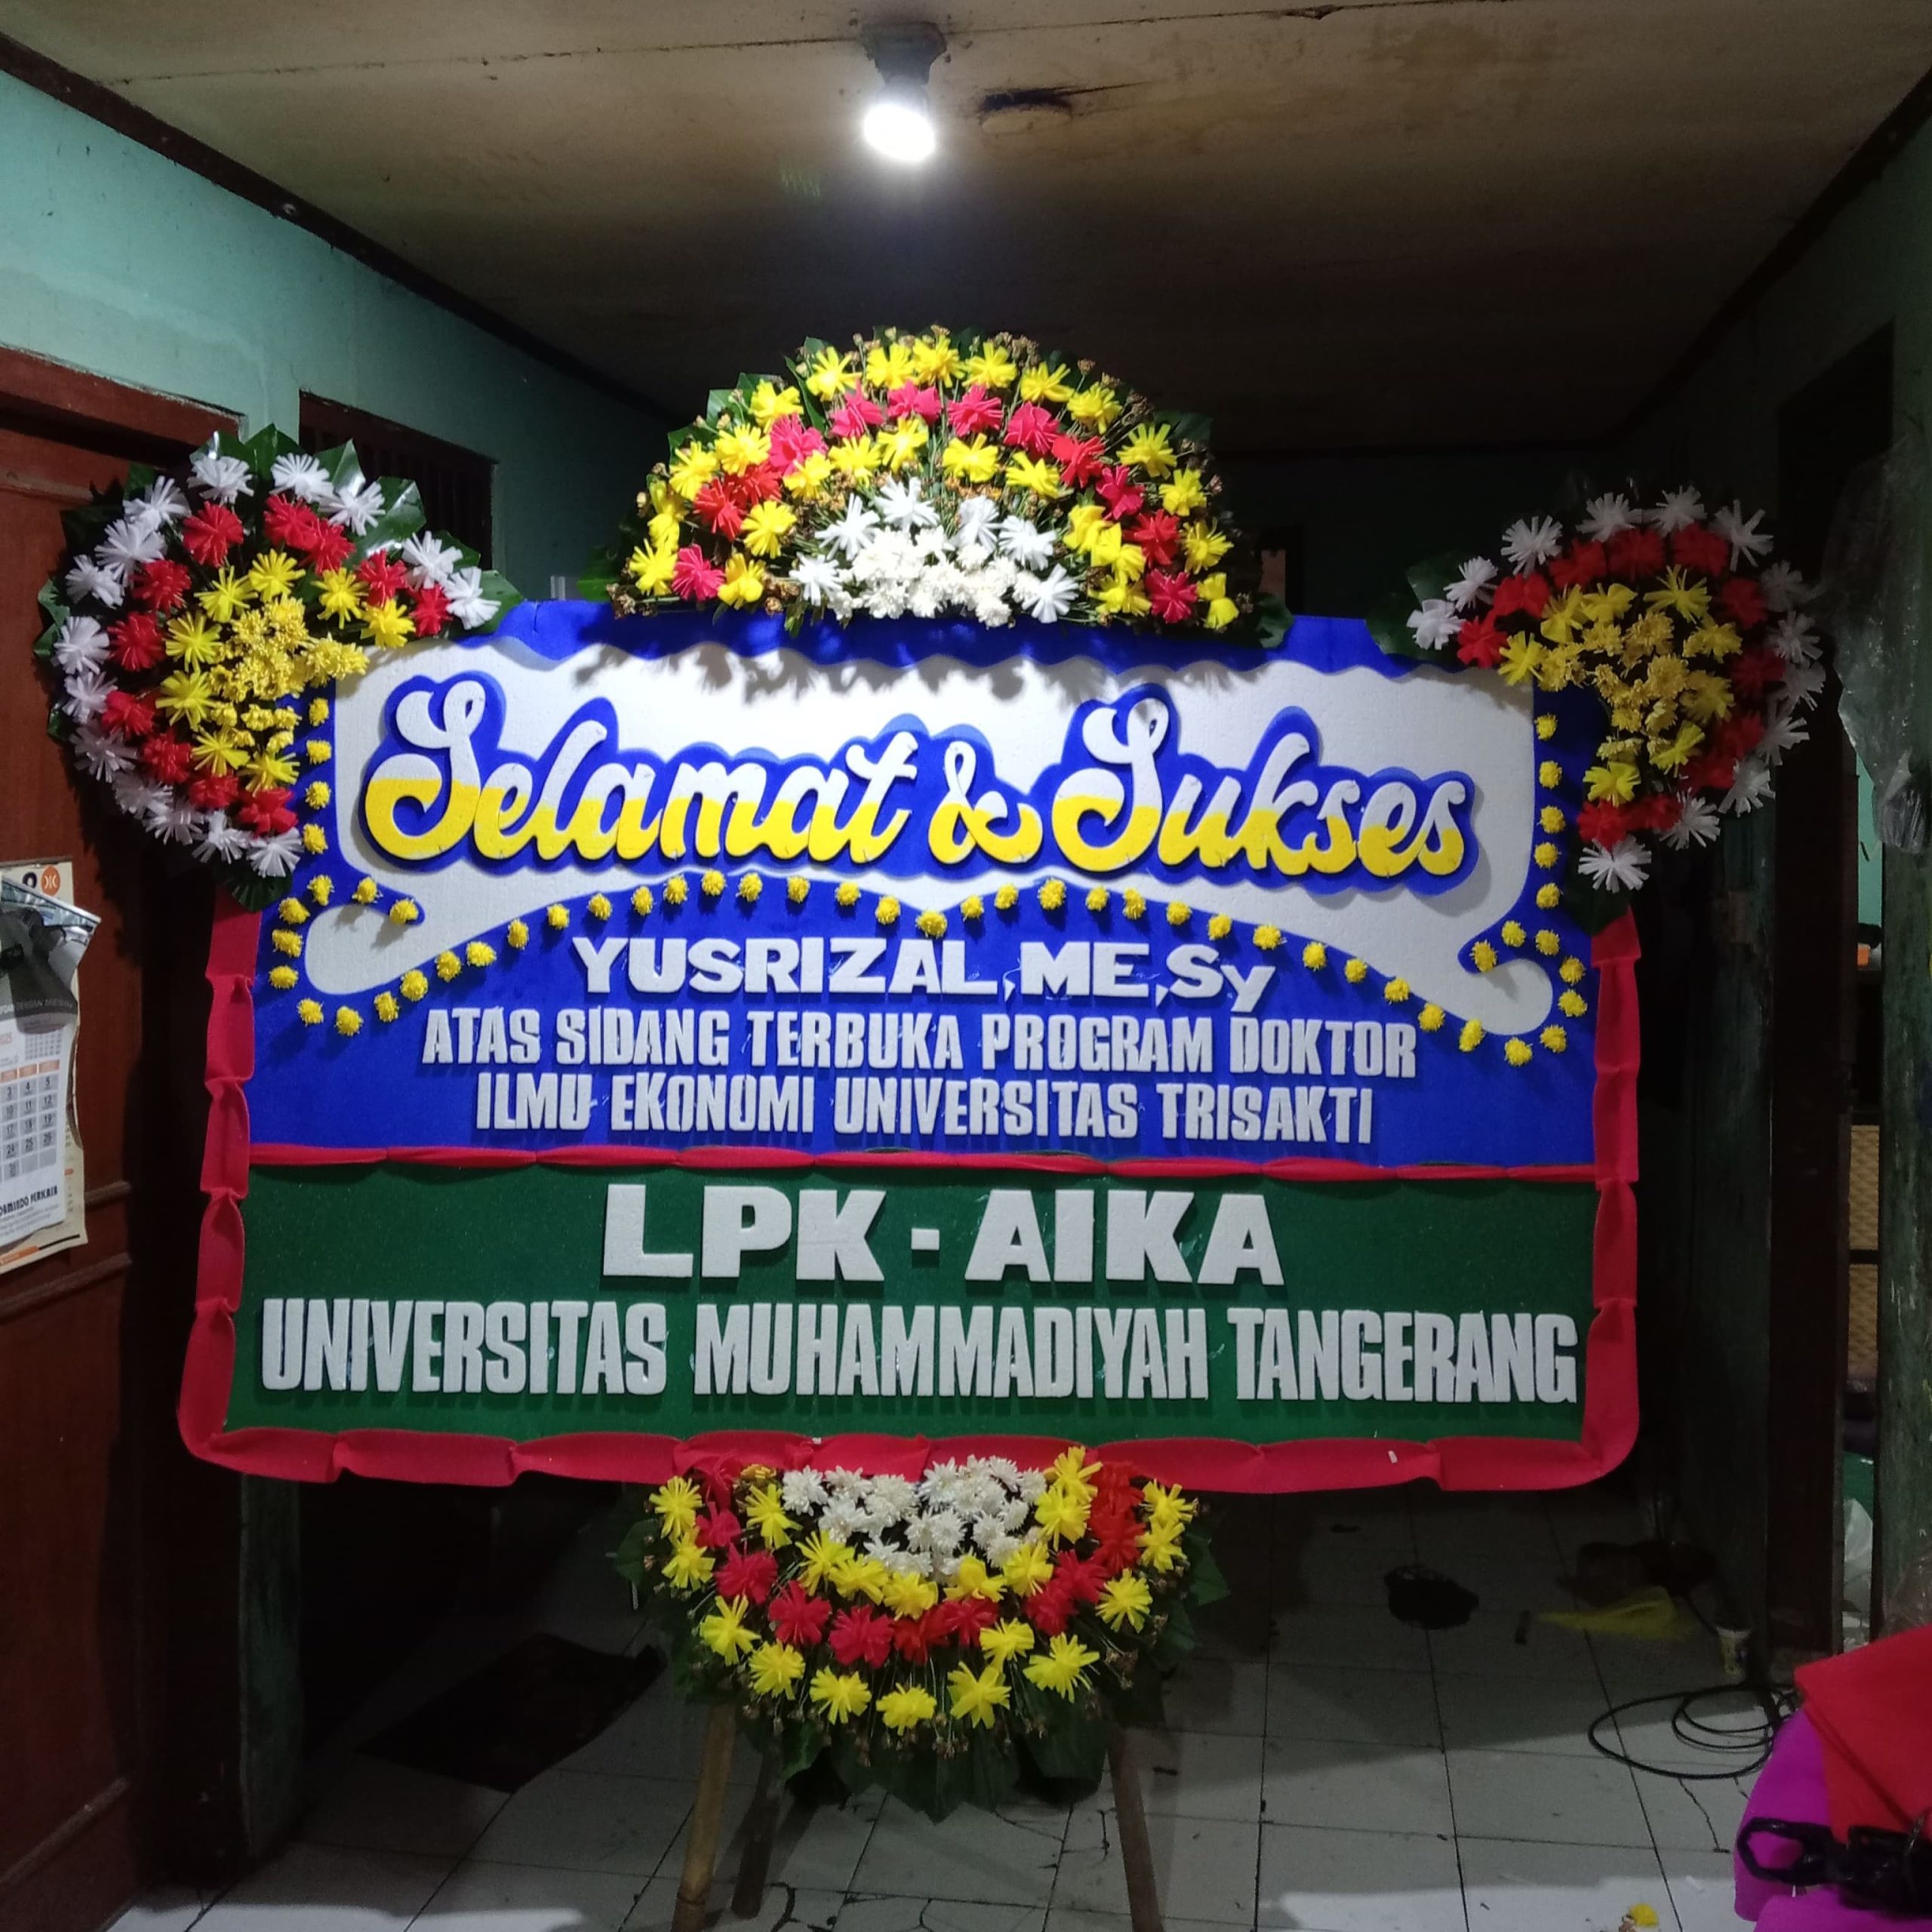 Selamat & Sukses
YUSRIZAL,ME,Sy
ATAS SIDANG TERBUKA PROGRAM DOKTOR
ILMU EKONOMI UNIVERSITAS TRISAKTI
LPK - AIKA
UNIVERSITAS MUHAMMADIYAH TANGERANG